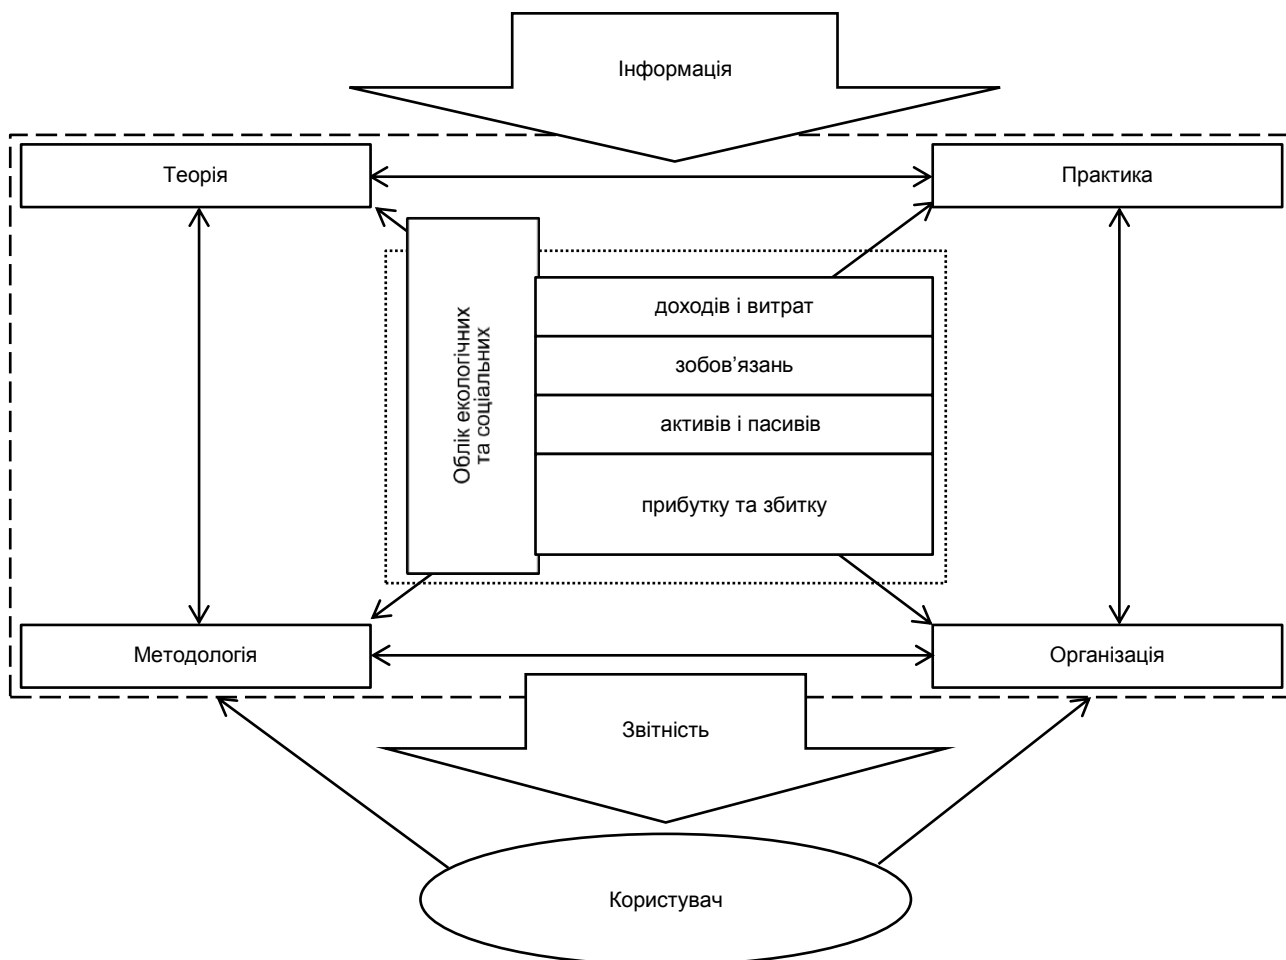 Інформація
Теорія
Практика
Облік екологічних
та соціальних
доходів і витрат
зобов’язань
активів і пасивів
прибутку та збитку
Методологія
Організація
Звітність
Користувач